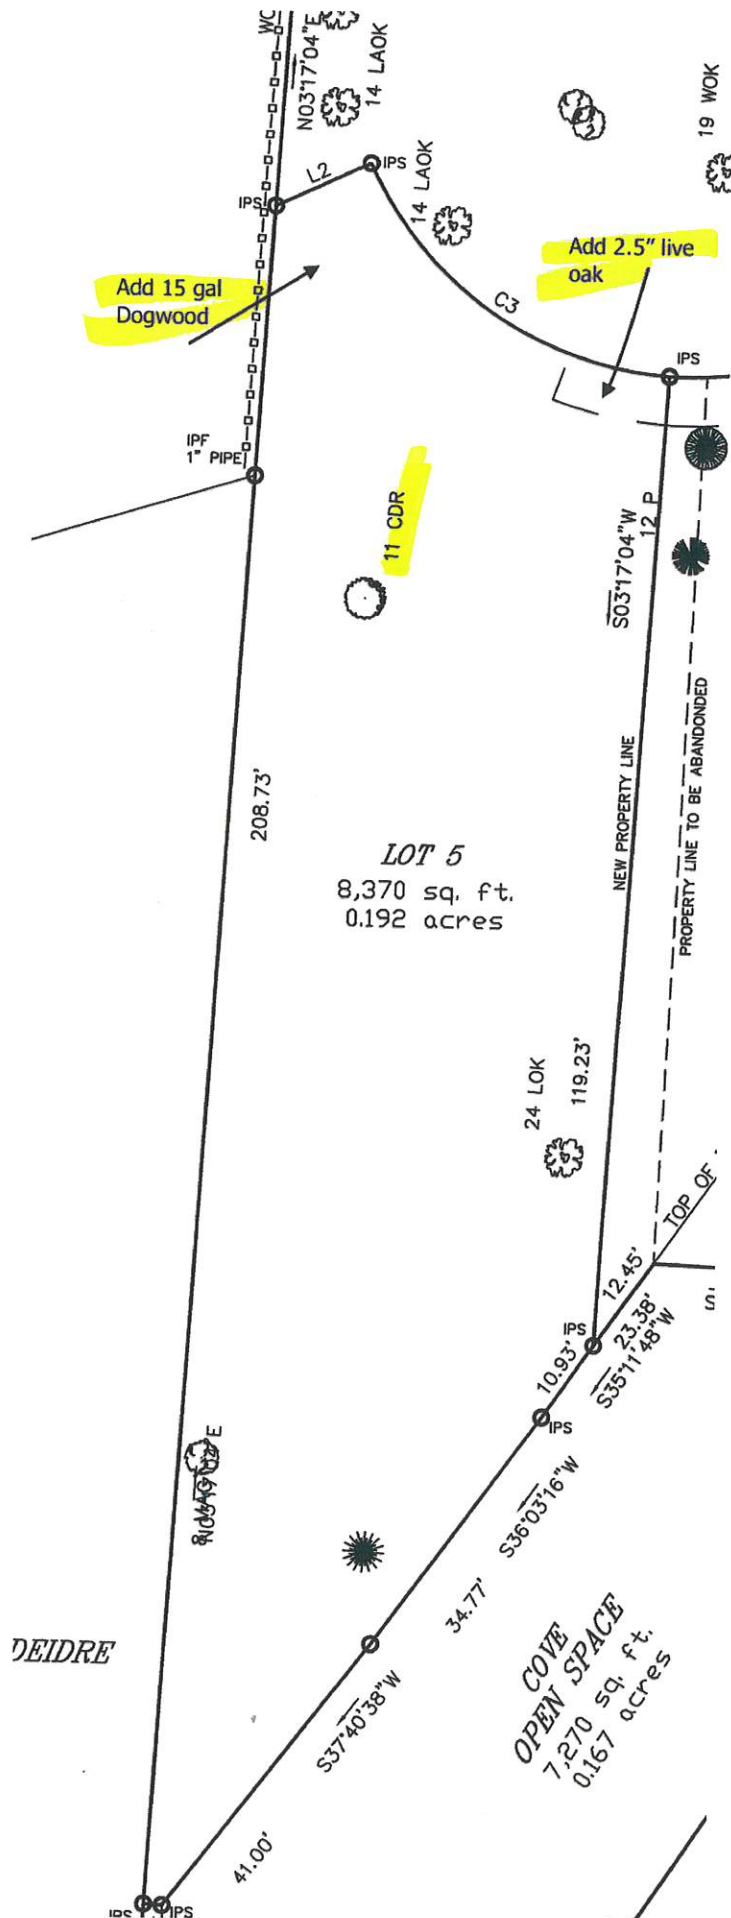 WC
N03°17'04"E
14 LAOK
19 WOK
L2
IPS
IPS
14 LAOK
Add 2.5" live
oak
Add 15 gal
Dogwood
C3
IPS
IPF
1" PIPE
11 CDR
S03°17'04"W
12 P
208.73'
NEW PROPERTY LINE
PROPERTY LINE TO BE ABANDONDED
LOT 5
8,370 sq. ft.
0.192 acres
24 LOK
119.23'
TOP OF
12.45'
IPS
23.38'
S35°11'48"W
10.93'
IPS
8 MAG
S36°03'16"W
34.77'
DEIDRE
COVE
OPEN SPACE
7,270 sq. ft.
0.167 acres
S37°40'38"W
41.00'
IPS
IPS